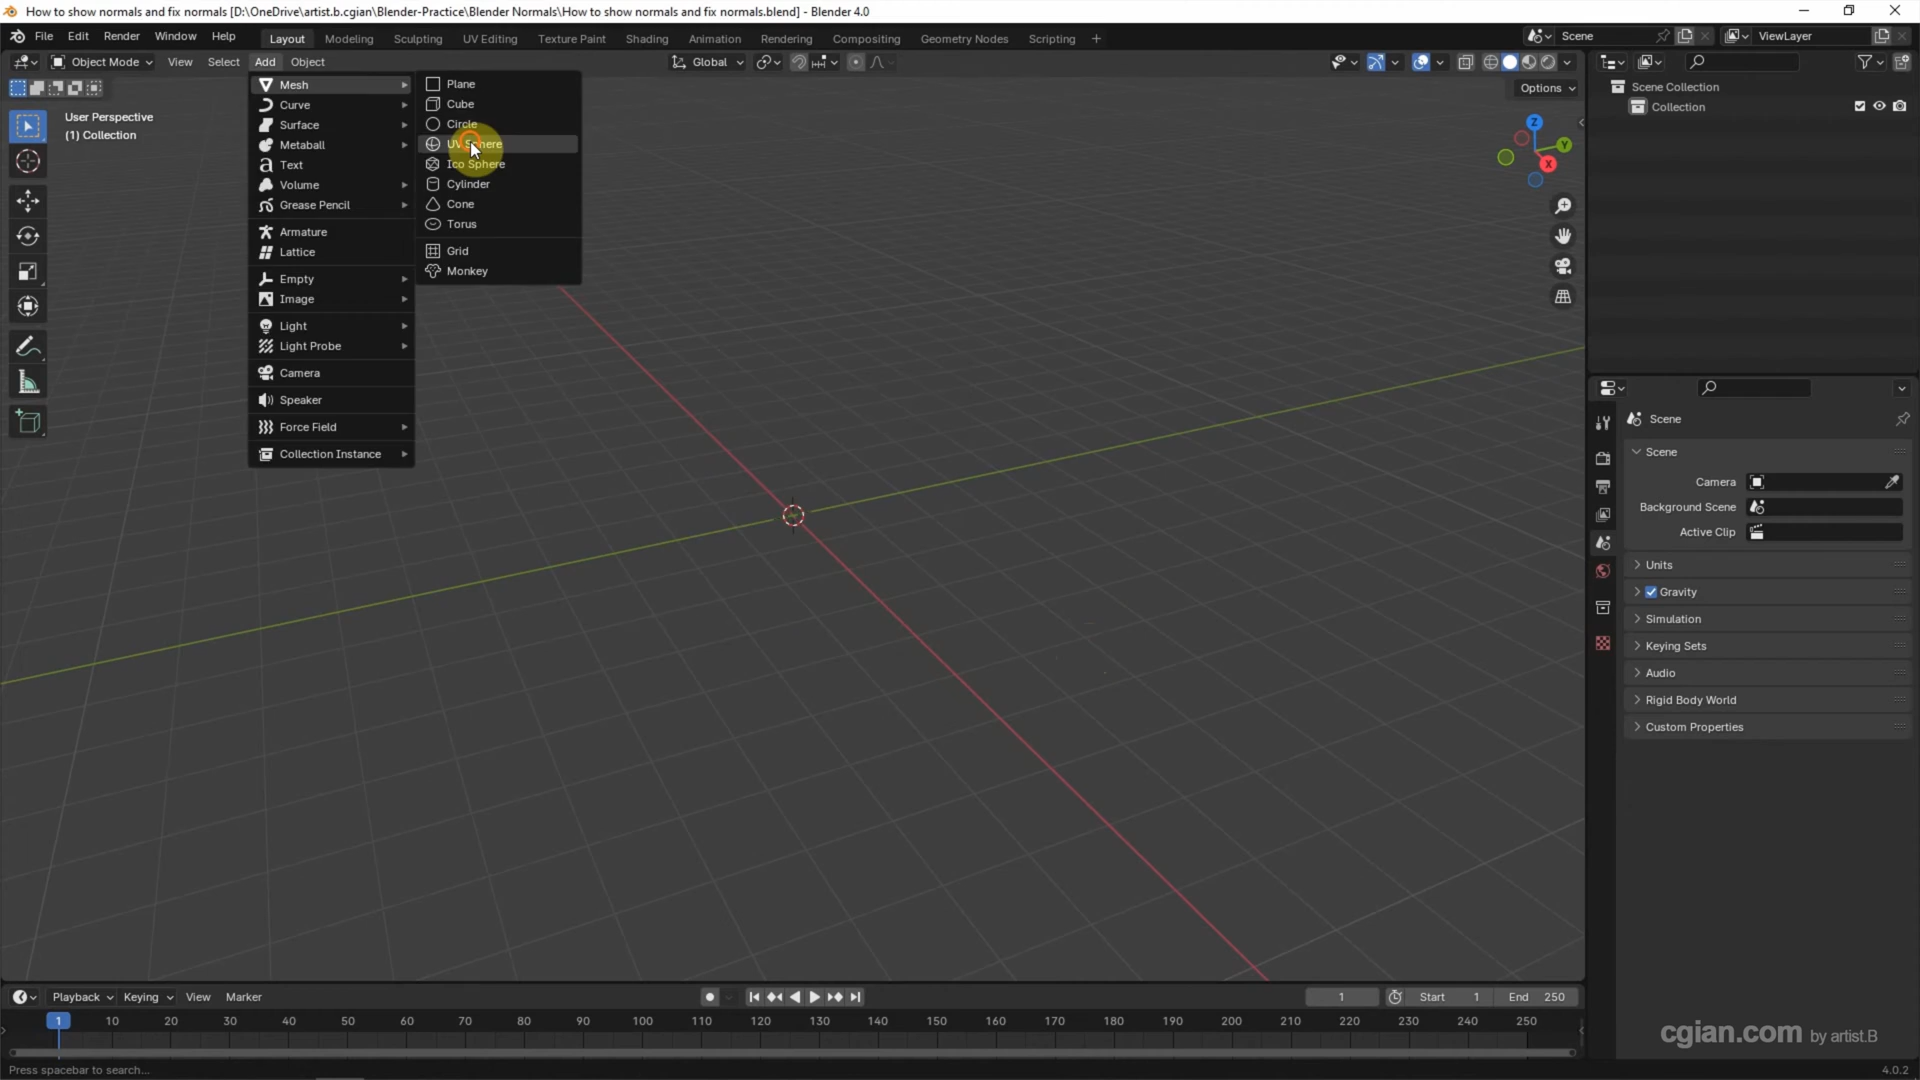 How to show normals and fix normals [D:\OneDrive\artist.b.cgian\Blender-Practice\Blender Normals\How to show normals and fix normals.blend] - Blender 4.0
File Edit Render Window Help
Layout Modeling Sculpting UV Editing Texture Paint Shading Animation Rendering Compositing Geometry Nodes Scripting +
Scene
ViewLayer
Object Mode View Select Add Object
Global
Options
User Perspective
(1) Collection
Mesh
Curve
Surface
Metaball
Text
Volume
Grease Pencil
Armature
Lattice
Empty
Image
Light
Light Probe
Camera
Speaker
Force Field
Collection Instance
Plane
Cube
Circle
UV Sphere
Ico Sphere
Cylinder
Cone
Torus
Grid
Monkey
Z
Y
X
Scene Collection
Collection
Scene
Scene
Camera
Background Scene
Active Clip
Units
Gravity
Simulation
Keying Sets
Audio
Rigid Body World
Custom Properties
Playback Keying View Marker
1 Start 1 End 250
1 10 20 30 40 50 60 70 80 90 100 110 120 130 140 150 160 170 180 190 200 210 220 230 240 250
cgian.com by artist.B
Press spacebar to search...
4.0.2